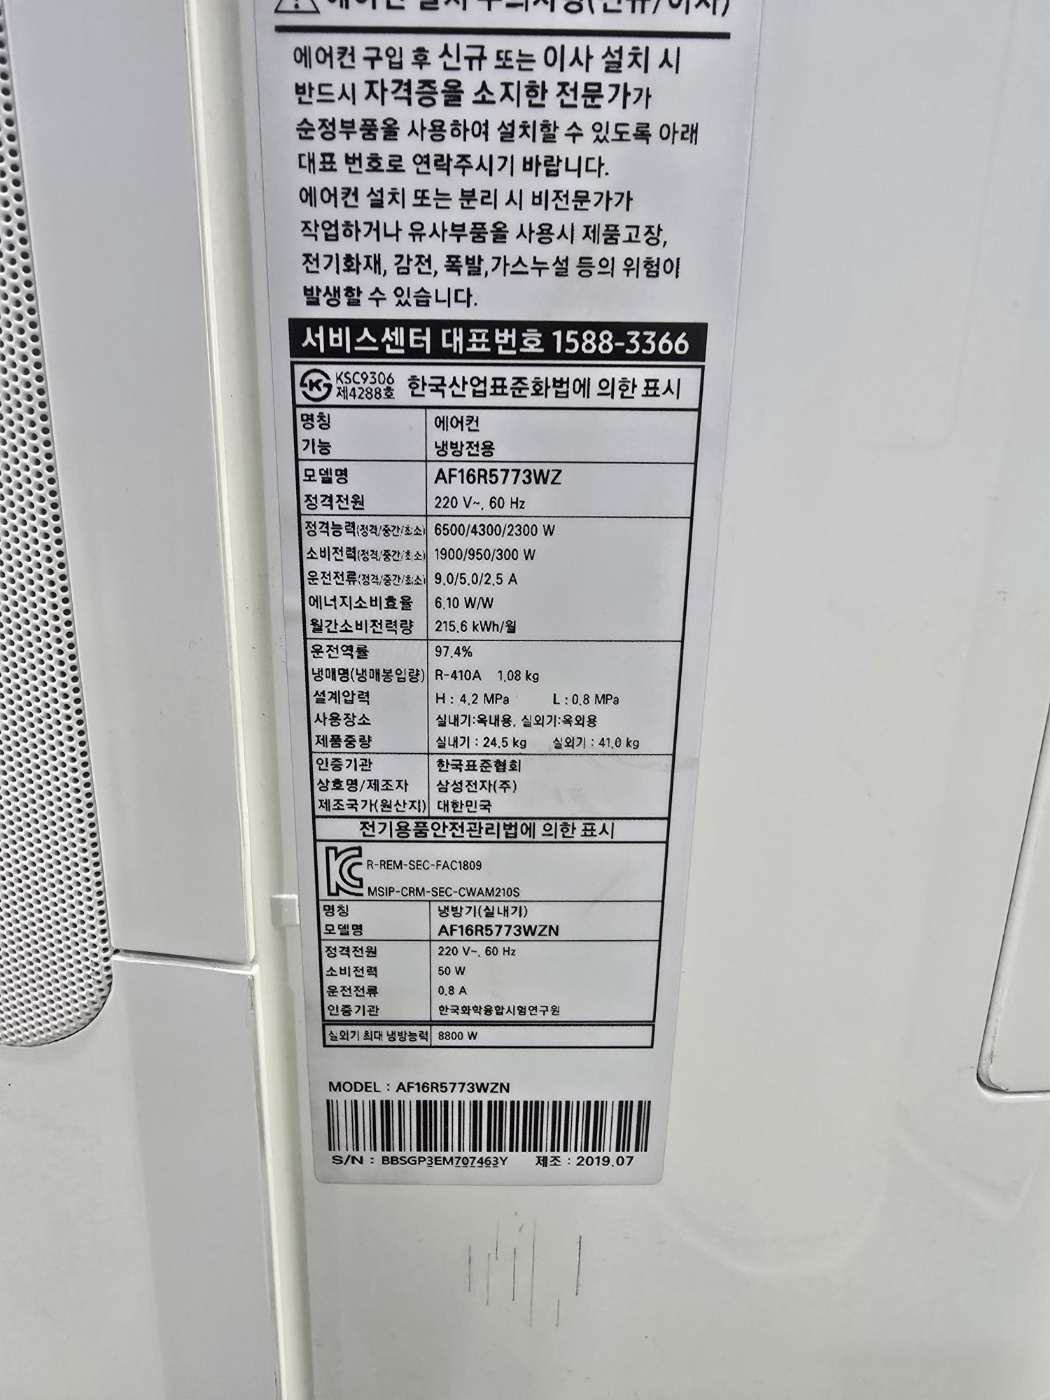 에어컨 설치 주의사항(신규/이사)
에어컨 구입 후 신규 또는 이사 설치 시
반드시 자격증을 소지한 전문가가
순정부품을 사용하여 설치할 수 있도록 아래
대표 번호로 연락주시기 바랍니다.
에어컨 설치 또는 분리 시 비전문가가
작업하거나 유사부품을 사용시 제품고장,
전기화재, 감전, 폭발,가스누설 등의 위험이
발생할 수 있습니다.
서비스센터 대표번호 1588-3366
KSC9306
제4288호
한국산업표준화법에 의한 표시
명칭 에어컨
기능 냉방전용
모델명 AF16R5773WZ
정격전원 220 V~, 60 Hz
정격능력(정격/중간/최소) 6500/4300/2300 W
소비전력(정격/중간/최소) 1900/950/300 W
운전전류(정격/중간/최소) 9.0/5.0/2.5 A
에너지소비효율 6.10 W/W
월간소비전력량 215.6 kWh/월
운전역률 97.4%
냉매명(냉매봉입량) R-410A 1.08 kg
설계압력 H : 4.2 MPa L : 0.8 MPa
사용장소 실내기:옥내용, 실외기:옥외용
제품중량 실내기 : 24.5 kg 실외기 : 41.0 kg
인증기관 한국표준협회
상호명/제조자 삼성전자(주)
제조국가(원산지) 대한민국
전기용품안전관리법에 의한 표시
R-REM-SEC-FAC1809
MSIP-CRM-SEC-CWAM210S
명칭 냉방기(실내기)
모델명 AF16R5773WZN
정격전원 220 V~, 60 Hz
소비전력 50 W
운전전류 0.8 A
인증기관 한국화학융합시험연구원
실외기 최대 냉방능력 8800 W
MODEL : AF16R5773WZN
S/N : BBSGP3EM707463Y 제조 : 2019.07